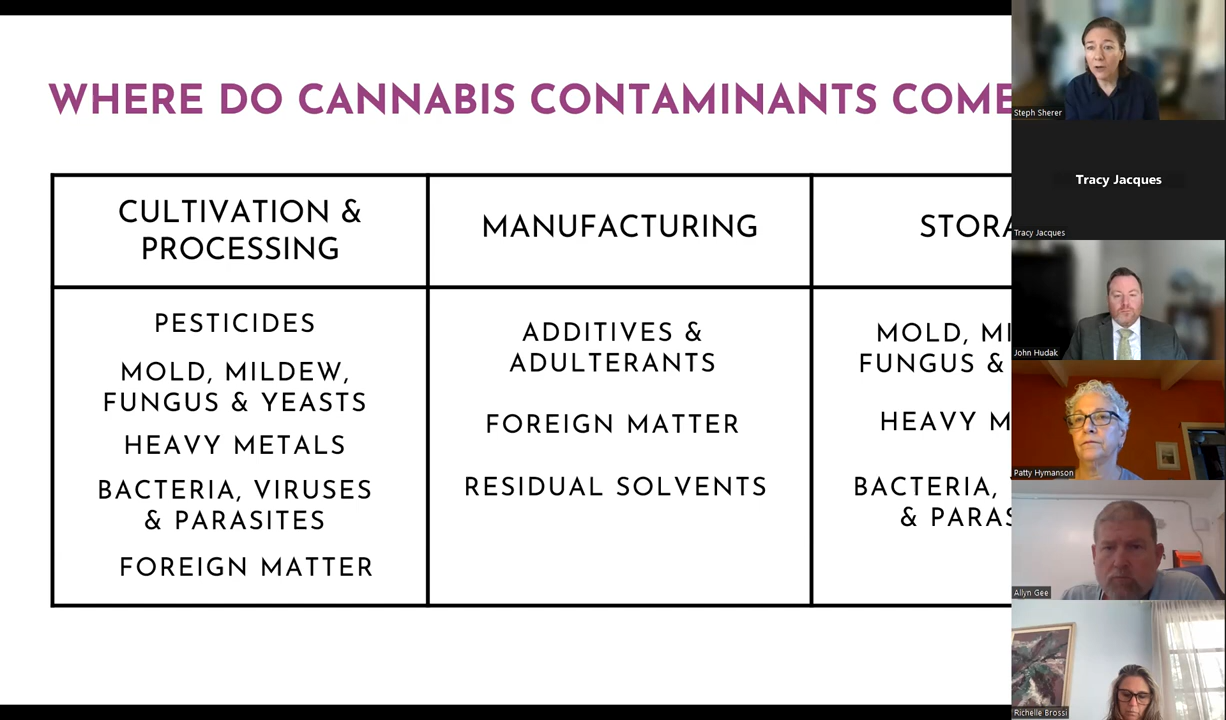 WHERE DO CANNABIS CONTAMINANTS COME
CULTIVATION &
PROCESSING
PESTICIDES
MOLD, MILDEW,
FUNGUS & YEASTS
HEAVY METALS
BACTERIA, VIRUSES
& PARASITES
FOREIGN MATTER
MANUFACTURING
ADDITIVES &
ADULTERANTS
FOREIGN MATTER
RESIDUAL SOLVENTS
STORA
MOLD, MI
FUNGUS &
HEAVY M
BACTERIA,
& PARAS
Steph Sherer
Tracy Jacques
Tracy Jacques
John Hudak
Patty Hymanson
Allyn Gee
Richelle Brossi